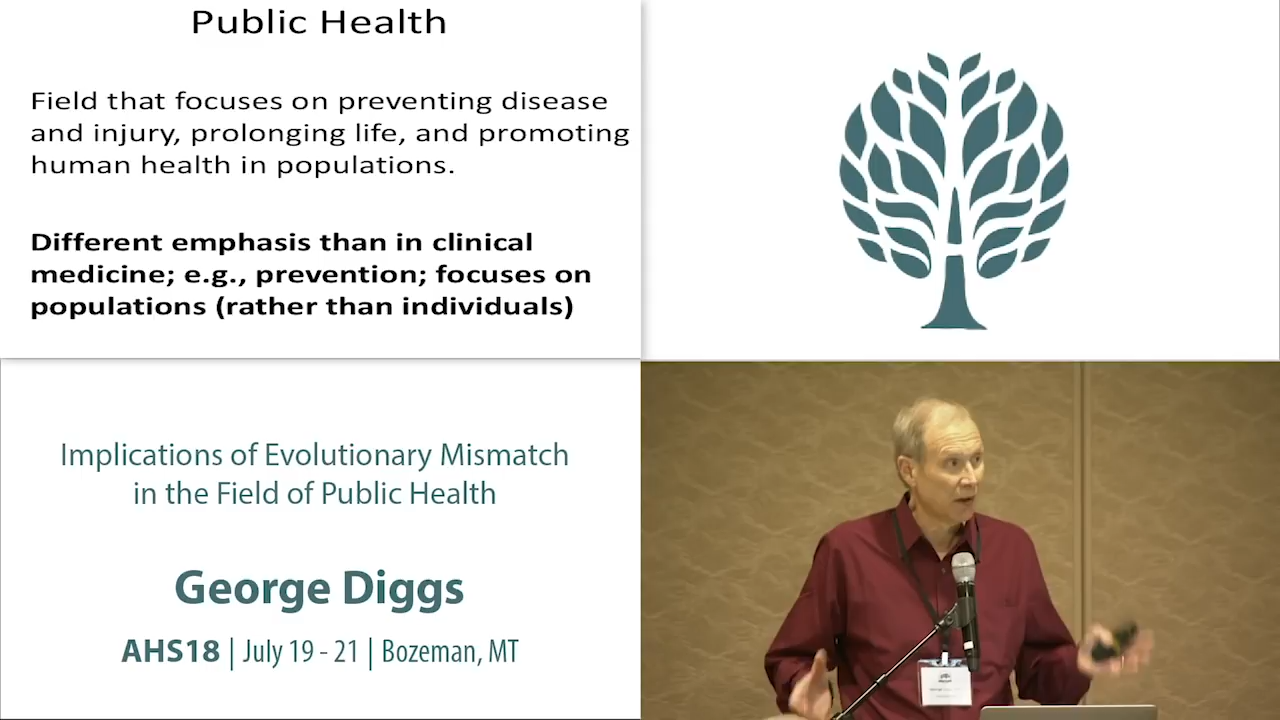 Public Health
Field that focuses on preventing disease
and injury, prolonging life, and promoting
human health in populations.
Different emphasis than in clinical
medicine; e.g., prevention; focuses on
populations (rather than individuals)
Implications of Evolutionary Mismatch
in the Field of Public Health
George Diggs
AHS18 | July 19 - 21 | Bozeman, MT